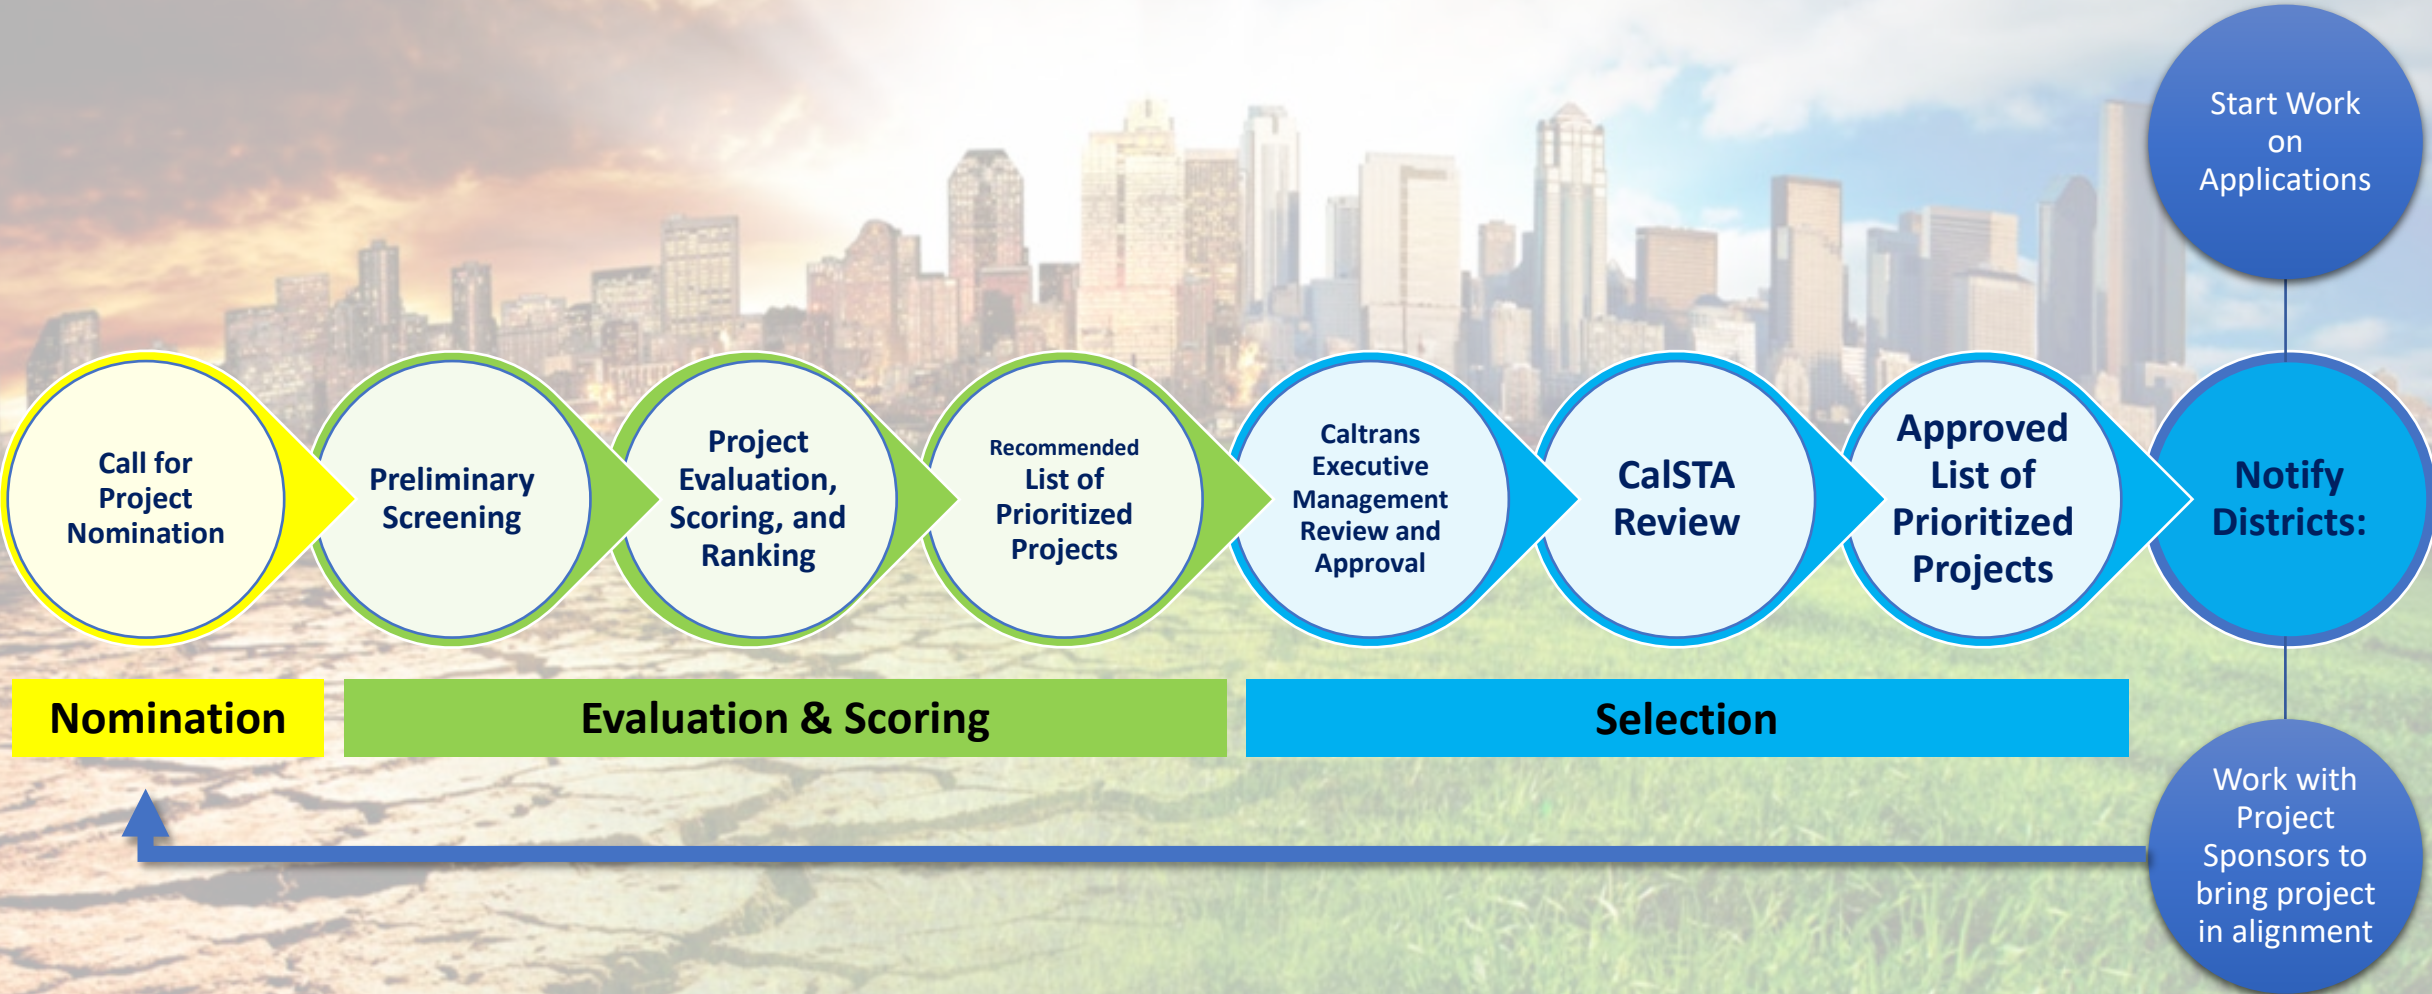 Start Work
on
Applications
Call for
Project
Nomination
Preliminary
Screening
Project
Evaluation,
Scoring, and
Ranking
Recommended
List of
Prioritized
Projects
Caltrans
Executive
Management
Review and
Approval
CalSTA
Review
Approved
List of
Prioritized
Projects
Notify
Districts:
Nomination
Evaluation & Scoring
Selection
Work with
Project
Sponsors to
bring project
in alignment